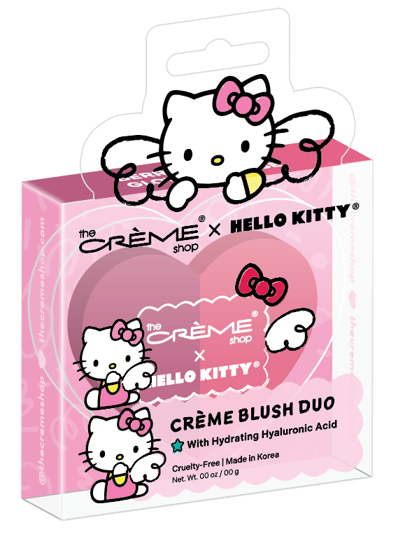 the
CRÈME®
shop
× HELLO KITTY®
the
CRÈME®
shop
×
HELLO KITTY®
CRÈME BLUSH DUO
With Hydrating Hyaluronic Acid
Cruelty-Free | Made in Korea
Net. Wt. 00 oz / 00 g
@thecremeshop
thecremeshop.com